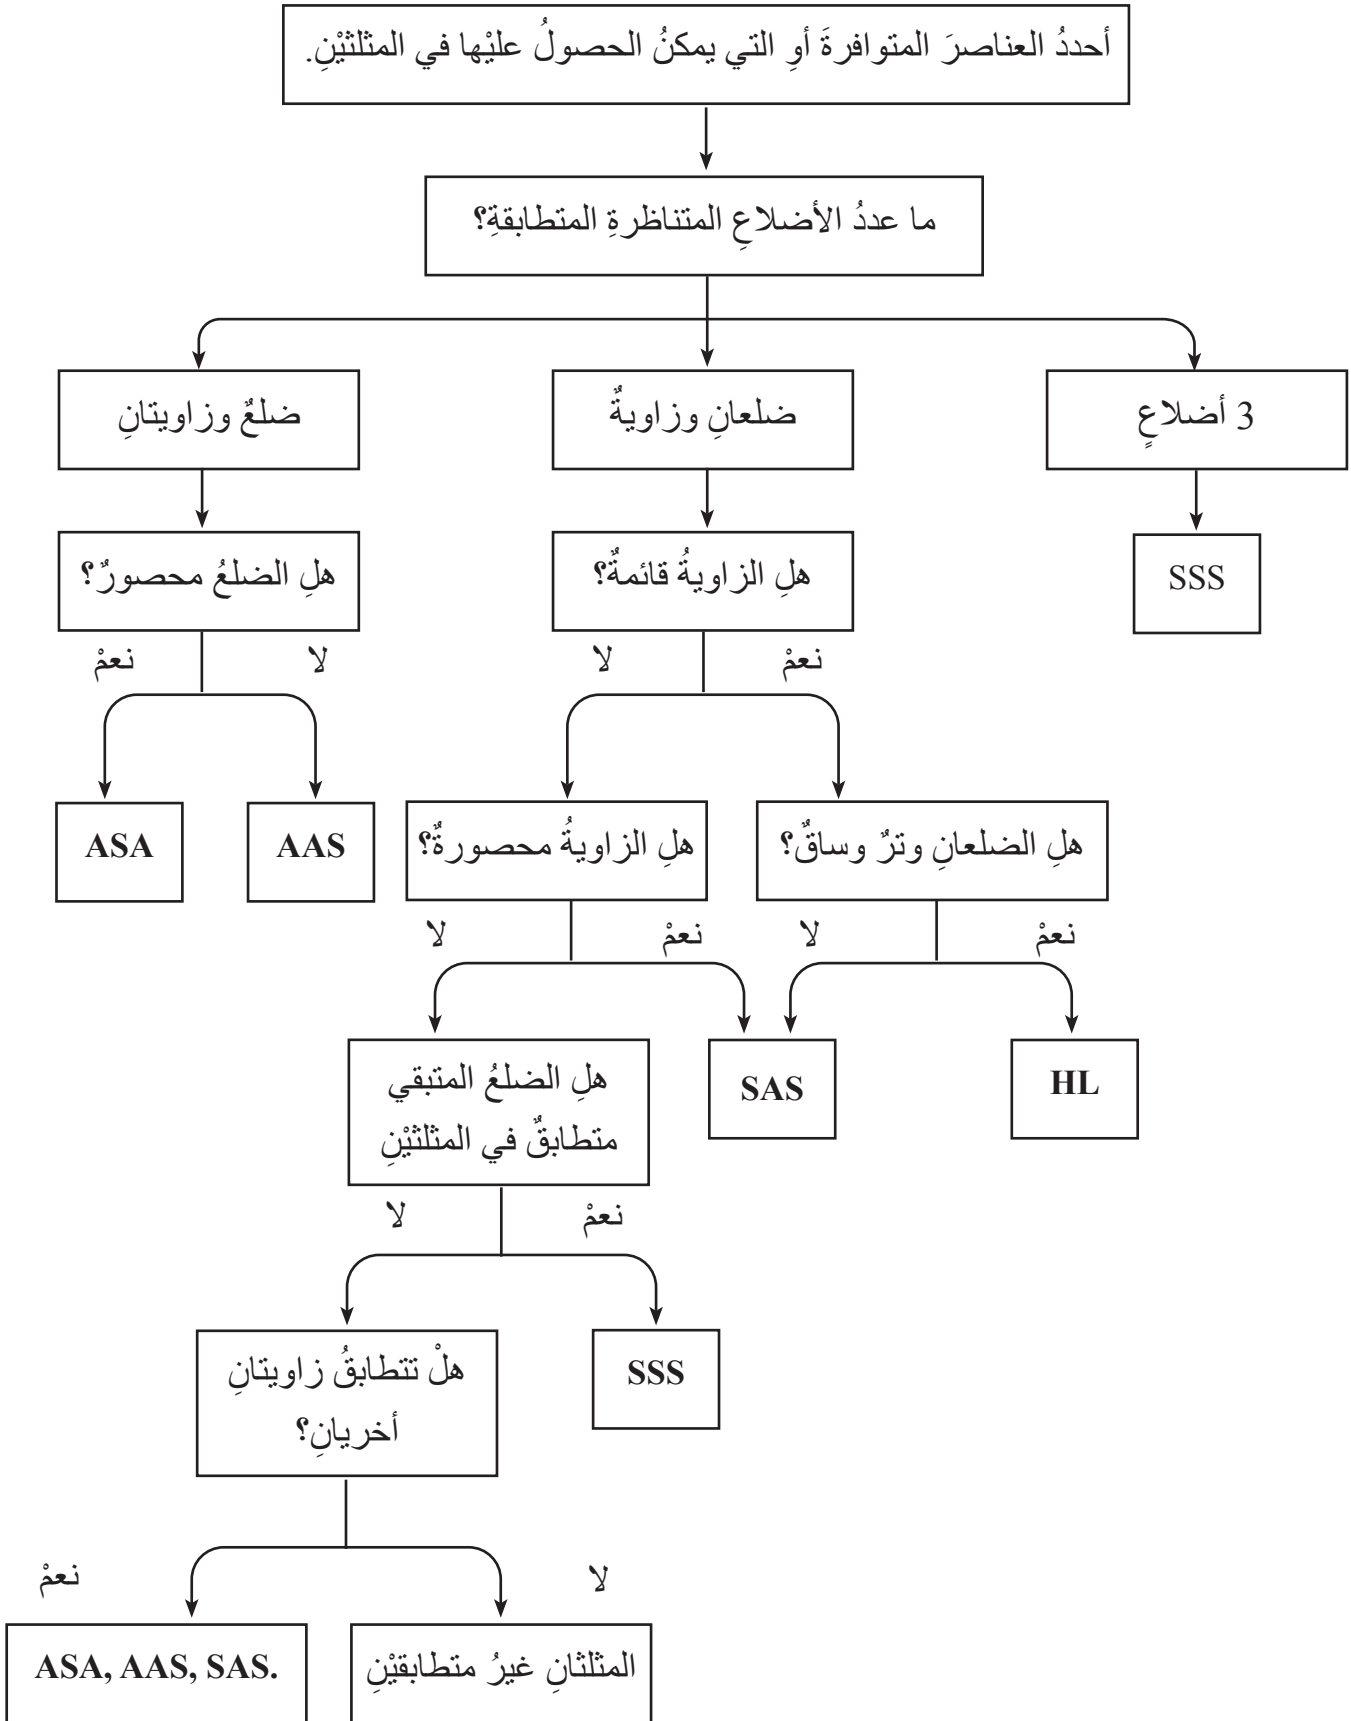 أحددُ العناصرَ المتوافرةَ أوِ التي يمكنُ الحصولُ عليْها في المثلثيْنِ.
ما عددُ الأضلاعِ المتناظرةِ المتطابقةِ؟
3 أضلاعٍ
ضلعانِ وزاويةٌ
ضلعٌ وزاويتانِ
SSS
هلِ الزاويةُ قائمةٌ؟
هلِ الضلعُ محصورٌ؟
نعمْ
لا
لا
نعمْ
هلِ الضلعانِ وترٌ وساقٌ؟
هلِ الزاويةُ محصورةٌ؟
AAS
ASA
نعمْ
لا
نعمْ
لا
HL
SAS
هلِ الضلعُ المتبقي
متطابقٌ في المثلثيْنِ
نعمْ
لا
SSS
هلْ تتطابقُ زاويتانِ
أخريانِ؟
لا
نعمْ
المثلثانِ غيرُ متطابقيْنِ
ASA, AAS, SAS.